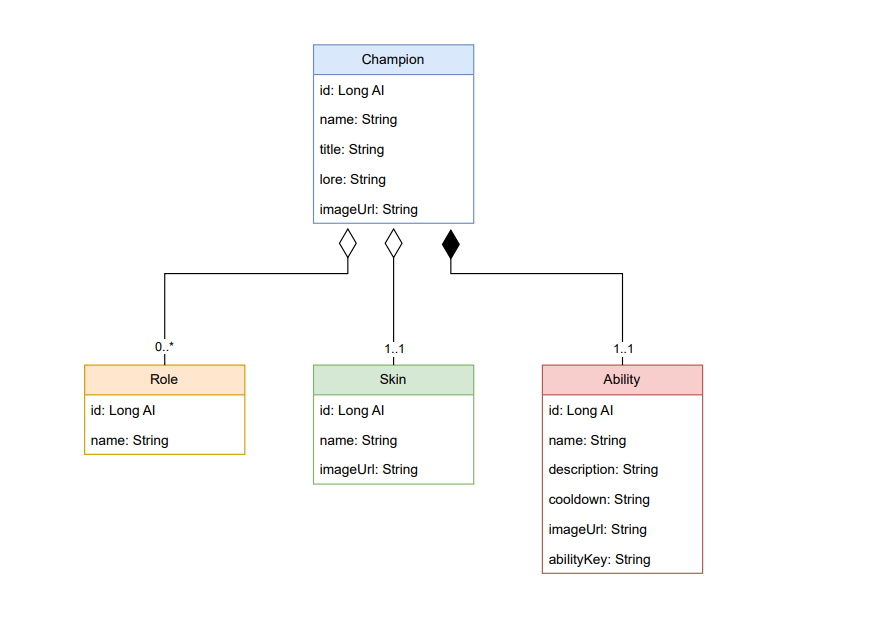 Champion
id: Long AI
name: String
title: String
lore: String
imageUrl: String
0..*
1..1
1..1
Role
id: Long AI
name: String
Skin
id: Long AI
name: String
imageUrl: String
Ability
id: Long AI
name: String
description: String
cooldown: String
imageUrl: String
abilityKey: String